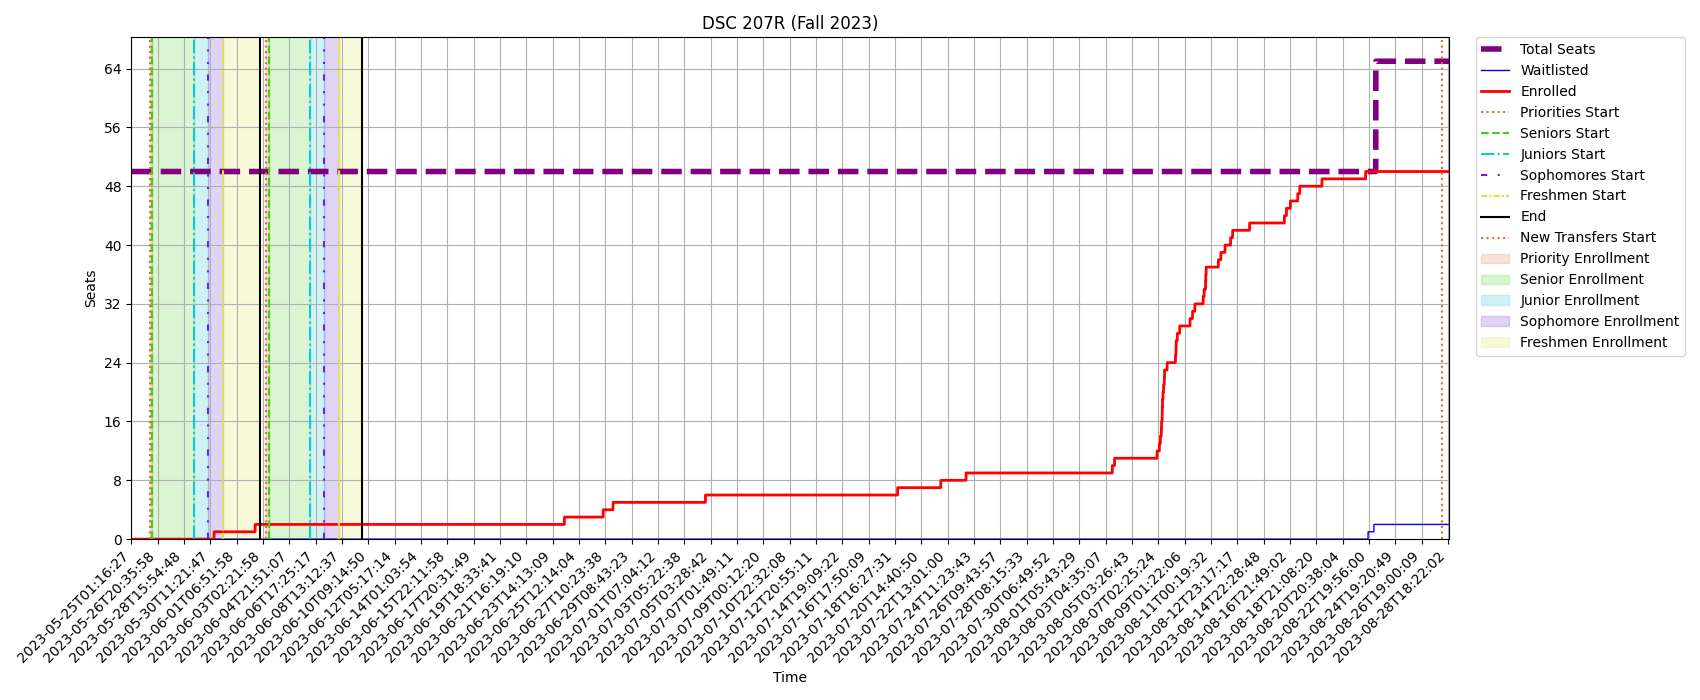 DSC 207R (Fall 2023)
Seats
64
56
48
40
32
24
16
8
0
2023-05-25T01:16:27
2023-05-26T20:35:58
2023-05-28T15:54:48
2023-05-30T11:21:47
2023-06-01T06:51:58
2023-06-03T02:21:58
2023-06-04T21:51:07
2023-06-06T17:25:17
2023-06-08T13:12:37
2023-06-10T09:14:50
2023-06-12T05:17:14
2023-06-14T01:03:54
2023-06-15T22:11:58
2023-06-17T20:31:49
2023-06-19T18:33:41
2023-06-21T16:19:10
2023-06-23T14:13:09
2023-06-25T12:14:04
2023-06-27T10:23:38
2023-06-29T08:43:23
2023-07-01T07:04:12
2023-07-03T05:22:38
2023-07-05T03:28:42
2023-07-07T01:49:11
2023-07-09T00:12:20
2023-07-10T22:32:08
2023-07-12T20:55:11
2023-07-14T19:09:22
2023-07-16T17:50:09
2023-07-18T16:27:31
2023-07-20T14:40:50
2023-07-22T13:01:00
2023-07-24T11:23:43
2023-07-26T09:43:57
2023-07-28T08:15:33
2023-07-30T06:49:52
2023-08-01T05:43:29
2023-08-03T04:35:07
2023-08-05T03:26:43
2023-08-07T02:25:24
2023-08-09T01:22:06
2023-08-11T00:19:32
2023-08-12T23:17:17
2023-08-14T22:28:48
2023-08-16T21:49:02
2023-08-18T21:08:20
2023-08-20T20:38:04
2023-08-22T19:56:00
2023-08-24T19:20:49
2023-08-26T19:00:09
2023-08-28T18:22:02
Time
Total Seats
Waitlisted
Enrolled
Priorities Start
Seniors Start
Juniors Start
Sophomores Start
Freshmen Start
End
New Transfers Start
Priority Enrollment
Senior Enrollment
Junior Enrollment
Sophomore Enrollment
Freshmen Enrollment